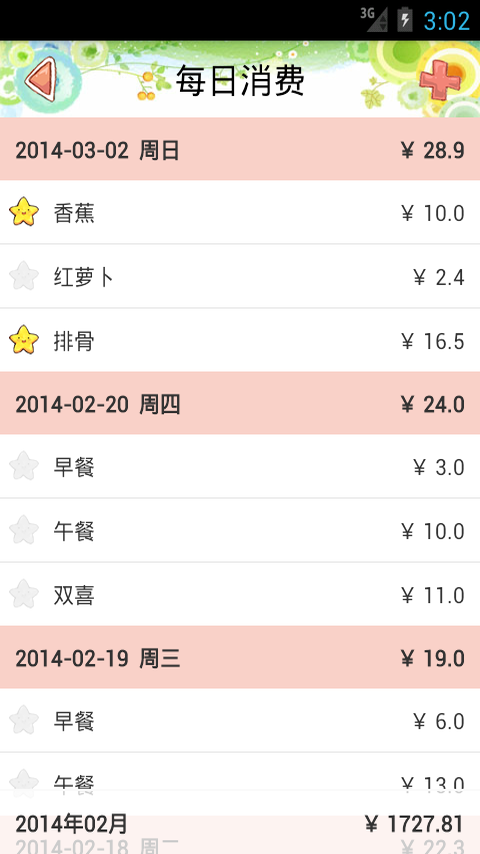 3G 3:02
每日消费
2014-03-02 周日 ¥ 28.9
香蕉 ¥ 10.0
红萝卜 ¥ 2.4
排骨 ¥ 16.5
2014-02-20 周四 ¥ 24.0
早餐 ¥ 3.0
午餐 ¥ 10.0
双喜 ¥ 11.0
2014-02-19 周三 ¥ 19.0
早餐 ¥ 6.0
午餐 ¥ 13.0
2014年02月 ¥ 1727.81
2014-02-18 周二 ¥ 22.3